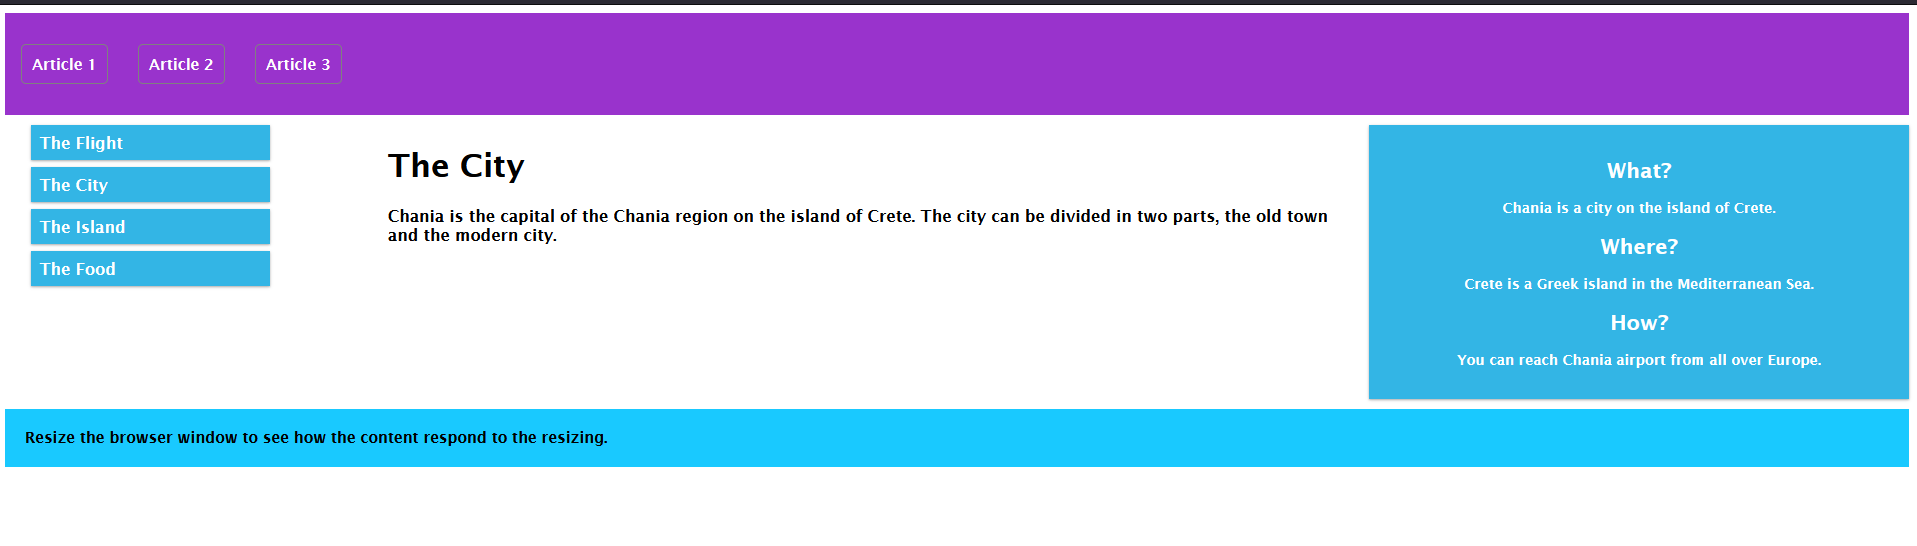 Article 1
Article 2
Article 3
The Flight
The City
The Island
The Food
The City
Chania is the capital of the Chania region on the island of Crete. The city can be divided in two parts, the old town
and the modern city.
What?
Chania is a city on the island of Crete.
Where?
Crete is a Greek island in the Mediterranean Sea.
How?
You can reach Chania airport from all over Europe.
Resize the browser window to see how the content respond to the resizing.